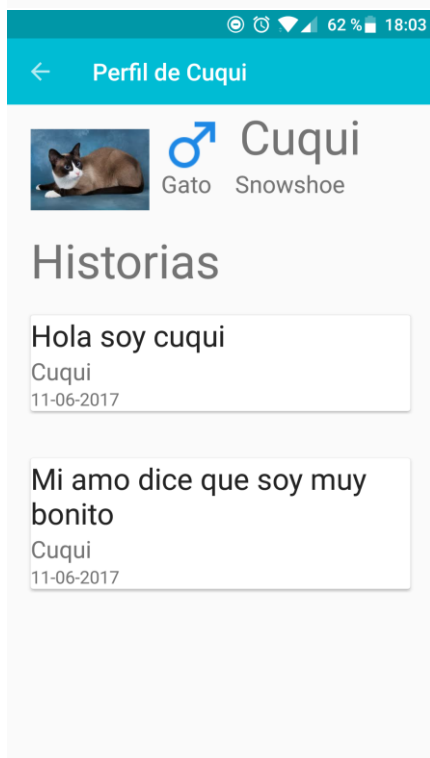 62 % 18:03
Perfil de Cuqui
Cuqui
Gato Snowshoe
Historias
Hola soy cuqui
Cuqui
11-06-2017
Mi amo dice que soy muy
bonito
Cuqui
11-06-2017